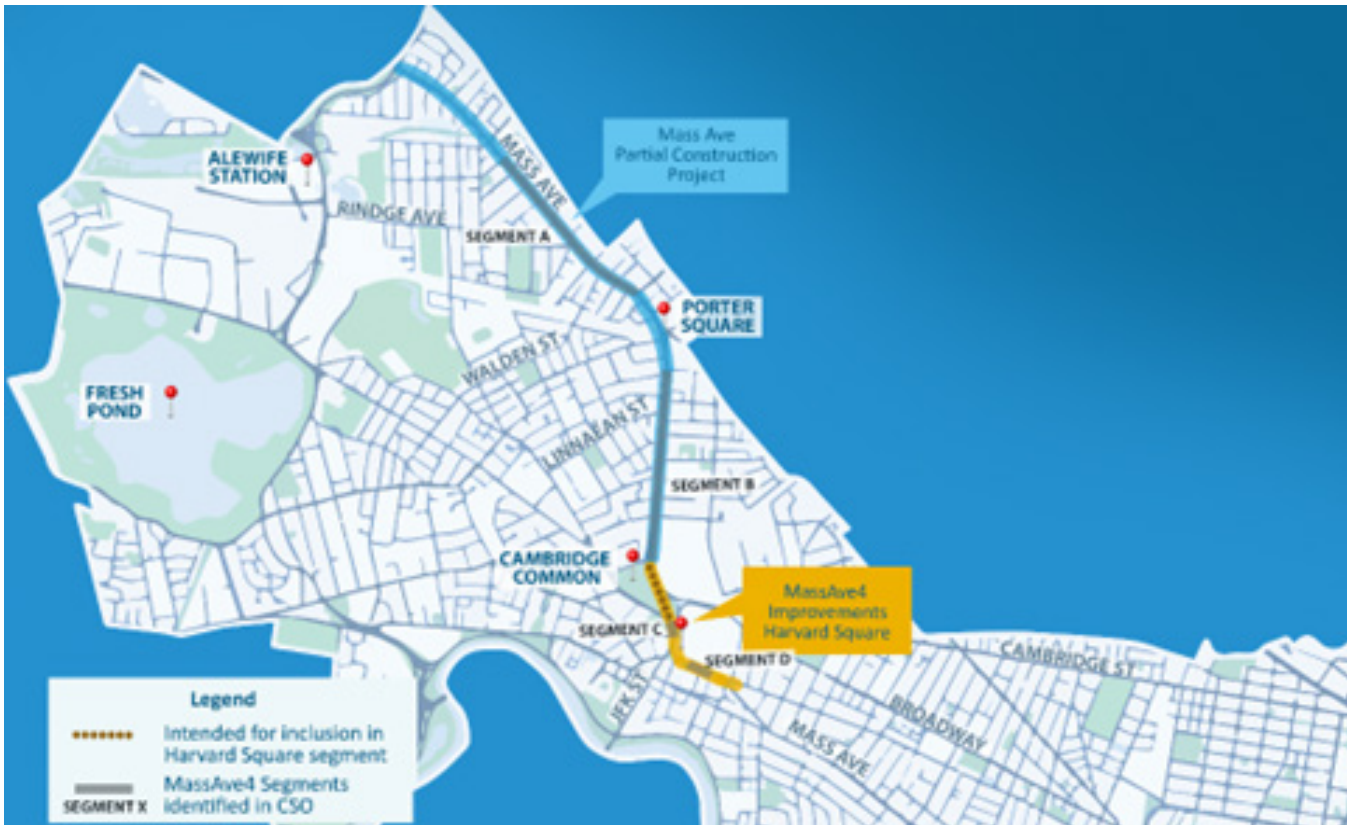 Mass Ave
Partial Construction
Project
ALEWIFE
STATION
MASS AVE
RINDGE AVE
SEGMENT A
PORTER
SQUARE
WALDEN ST
FRESH
POND
LINNAEAN ST
SEGMENT B
CAMBRIDGE
COMMON
MassAve4
Improvements
Harvard Square
SEGMENT C
SEGMENT D
CAMBRIDGE ST
JFK ST
BROADWAY
MASS AVE
Legend
Intended for inclusion in
Harvard Square segment
MassAve4 Segments
SEGMENT X identified in CSO